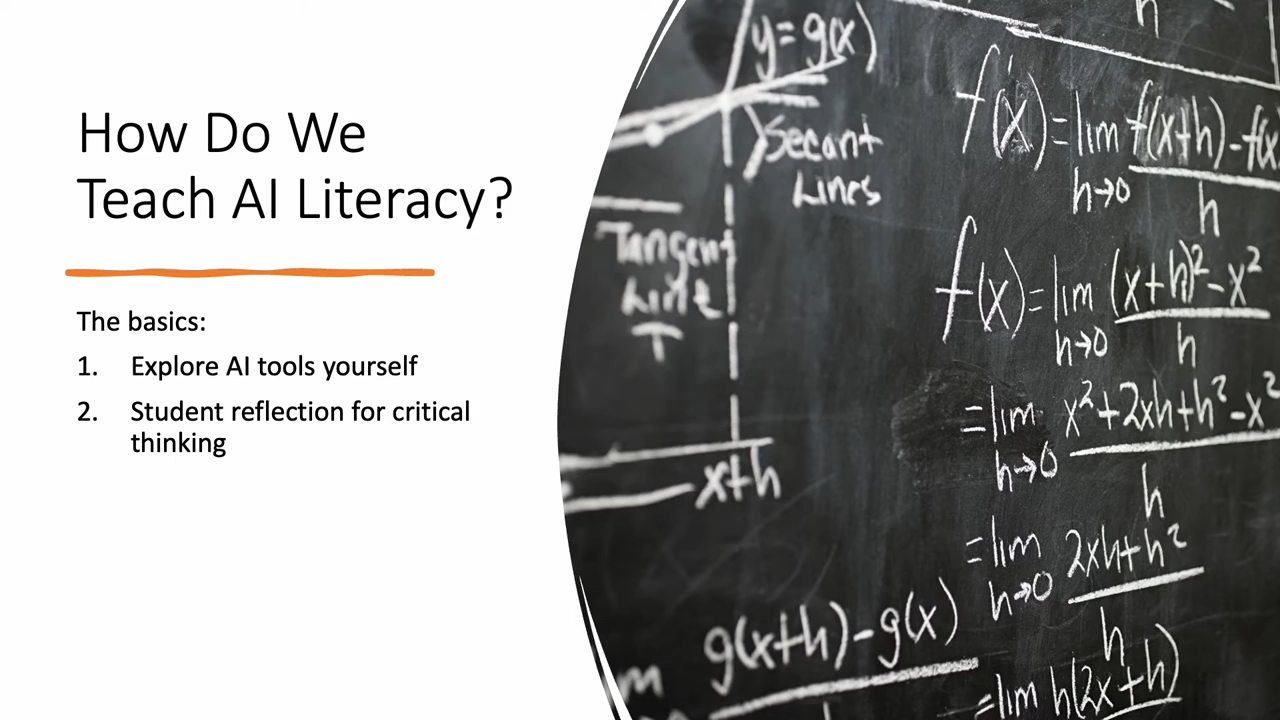 How Do We
Teach AI Literacy?
The basics:
1. Explore AI tools yourself
2. Student reflection for critical
thinking
y=g(x)
Secant
Lines
Tangent
Line
T
x+h
g(x+h)-g(x)
h
f'(x)=lim f(x+h)-f(x
h→0 h
f(x)=lim (x+h)²-x²
h→0 h
=lim x²+2xh+h²-x²
h→0 h
=lim 2xh+h²
h→0 h
=lim h(2x+h)